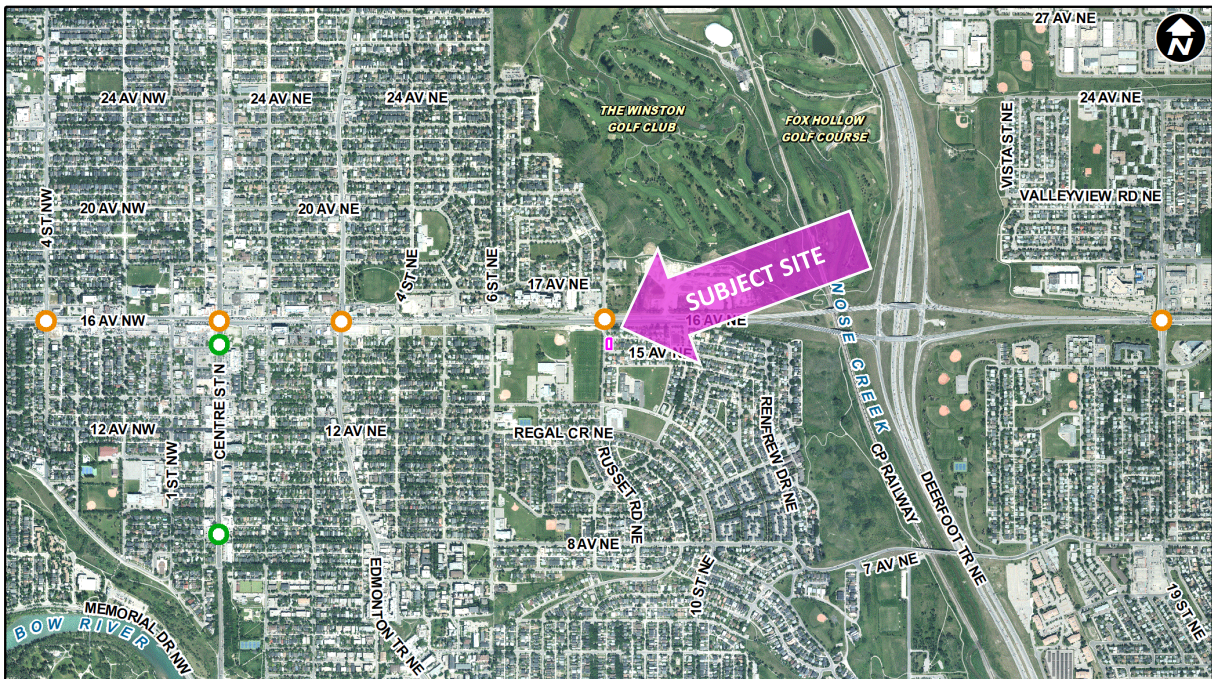 27 AV NE
N
24 AV NW
24 AV NE
24 AV NE
24 AV NE
THE WINSTON
GOLF CLUB
FOX HOLLOW
GOLF COURSE
VISTA ST NE
4 ST NW
20 AV NW
20 AV NE
VALLEYVIEW RD NE
4 ST NE
6 ST NE
17 AV NE
SUBJECT SITE
16 AV NW
16 AV NE
NOSE CREEK
15 AV NE
CENTRE ST N
12 AV NW
12 AV NE
REGAL CR NE
RENFREW DR NE
1 ST NW
RUSSET RD NE
CP RAILWAY
DEERFOOT TR NE
8 AV NE
7 AV NE
EDMONTON TR NE
10 ST NE
19 ST NE
MEMORIAL DR NW
BOW RIVER